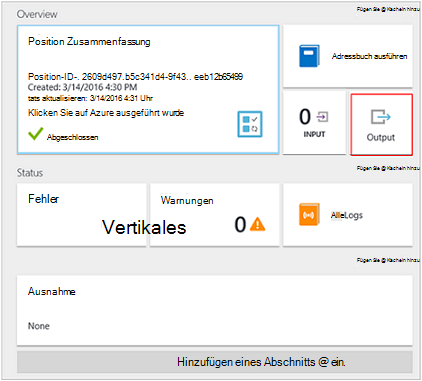 Overview
Fügen Sie @ Kacheln hinzu
Position Zusammenfassung
Position-ID-. 2609d497.b5c341d4-9f43.. eeb12b65499
Created: 3/14/2016 4:30 PM
tats aktualisieren: 3/14/2016 4:31 Uhr
Klicken Sie auf Azure ausgeführt wurde
Abgeschlossen
Adressbuch ausführen
0
INPUT
Output
Status
Fügen Sie @ Kacheln hinzu
Fehler
Vertikales
Warnungen
0
AlleLogs
Fügen Sie @ Kacheln hinzu
Ausnahme
None
Hinzufügen eines Abschnitts @ ein.